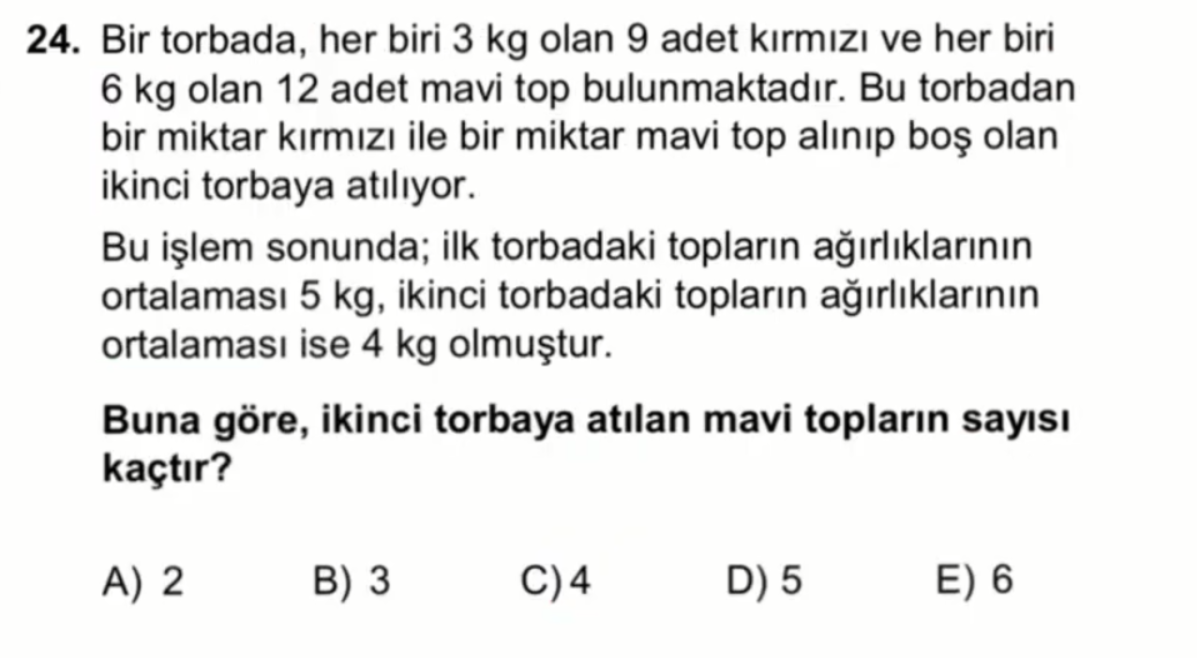 24. Bir torbada, her biri 3 kg olan 9 adet kırmızı ve her biri
6 kg olan 12 adet mavi top bulunmaktadır. Bu torbadan
bir miktar kırmızı ile bir miktar mavi top alınıp boş olan
ikinci torbaya atılıyor.
Bu işlem sonunda; ilk torbadaki topların ağırlıklarının
ortalaması 5 kg, ikinci torbadaki topların ağırlıklarının
ortalaması ise 4 kg olmuştur.
Buna göre, ikinci torbaya atılan mavi topların sayısı
kaçtır?
A) 2 B) 3 C) 4 D) 5 E) 6